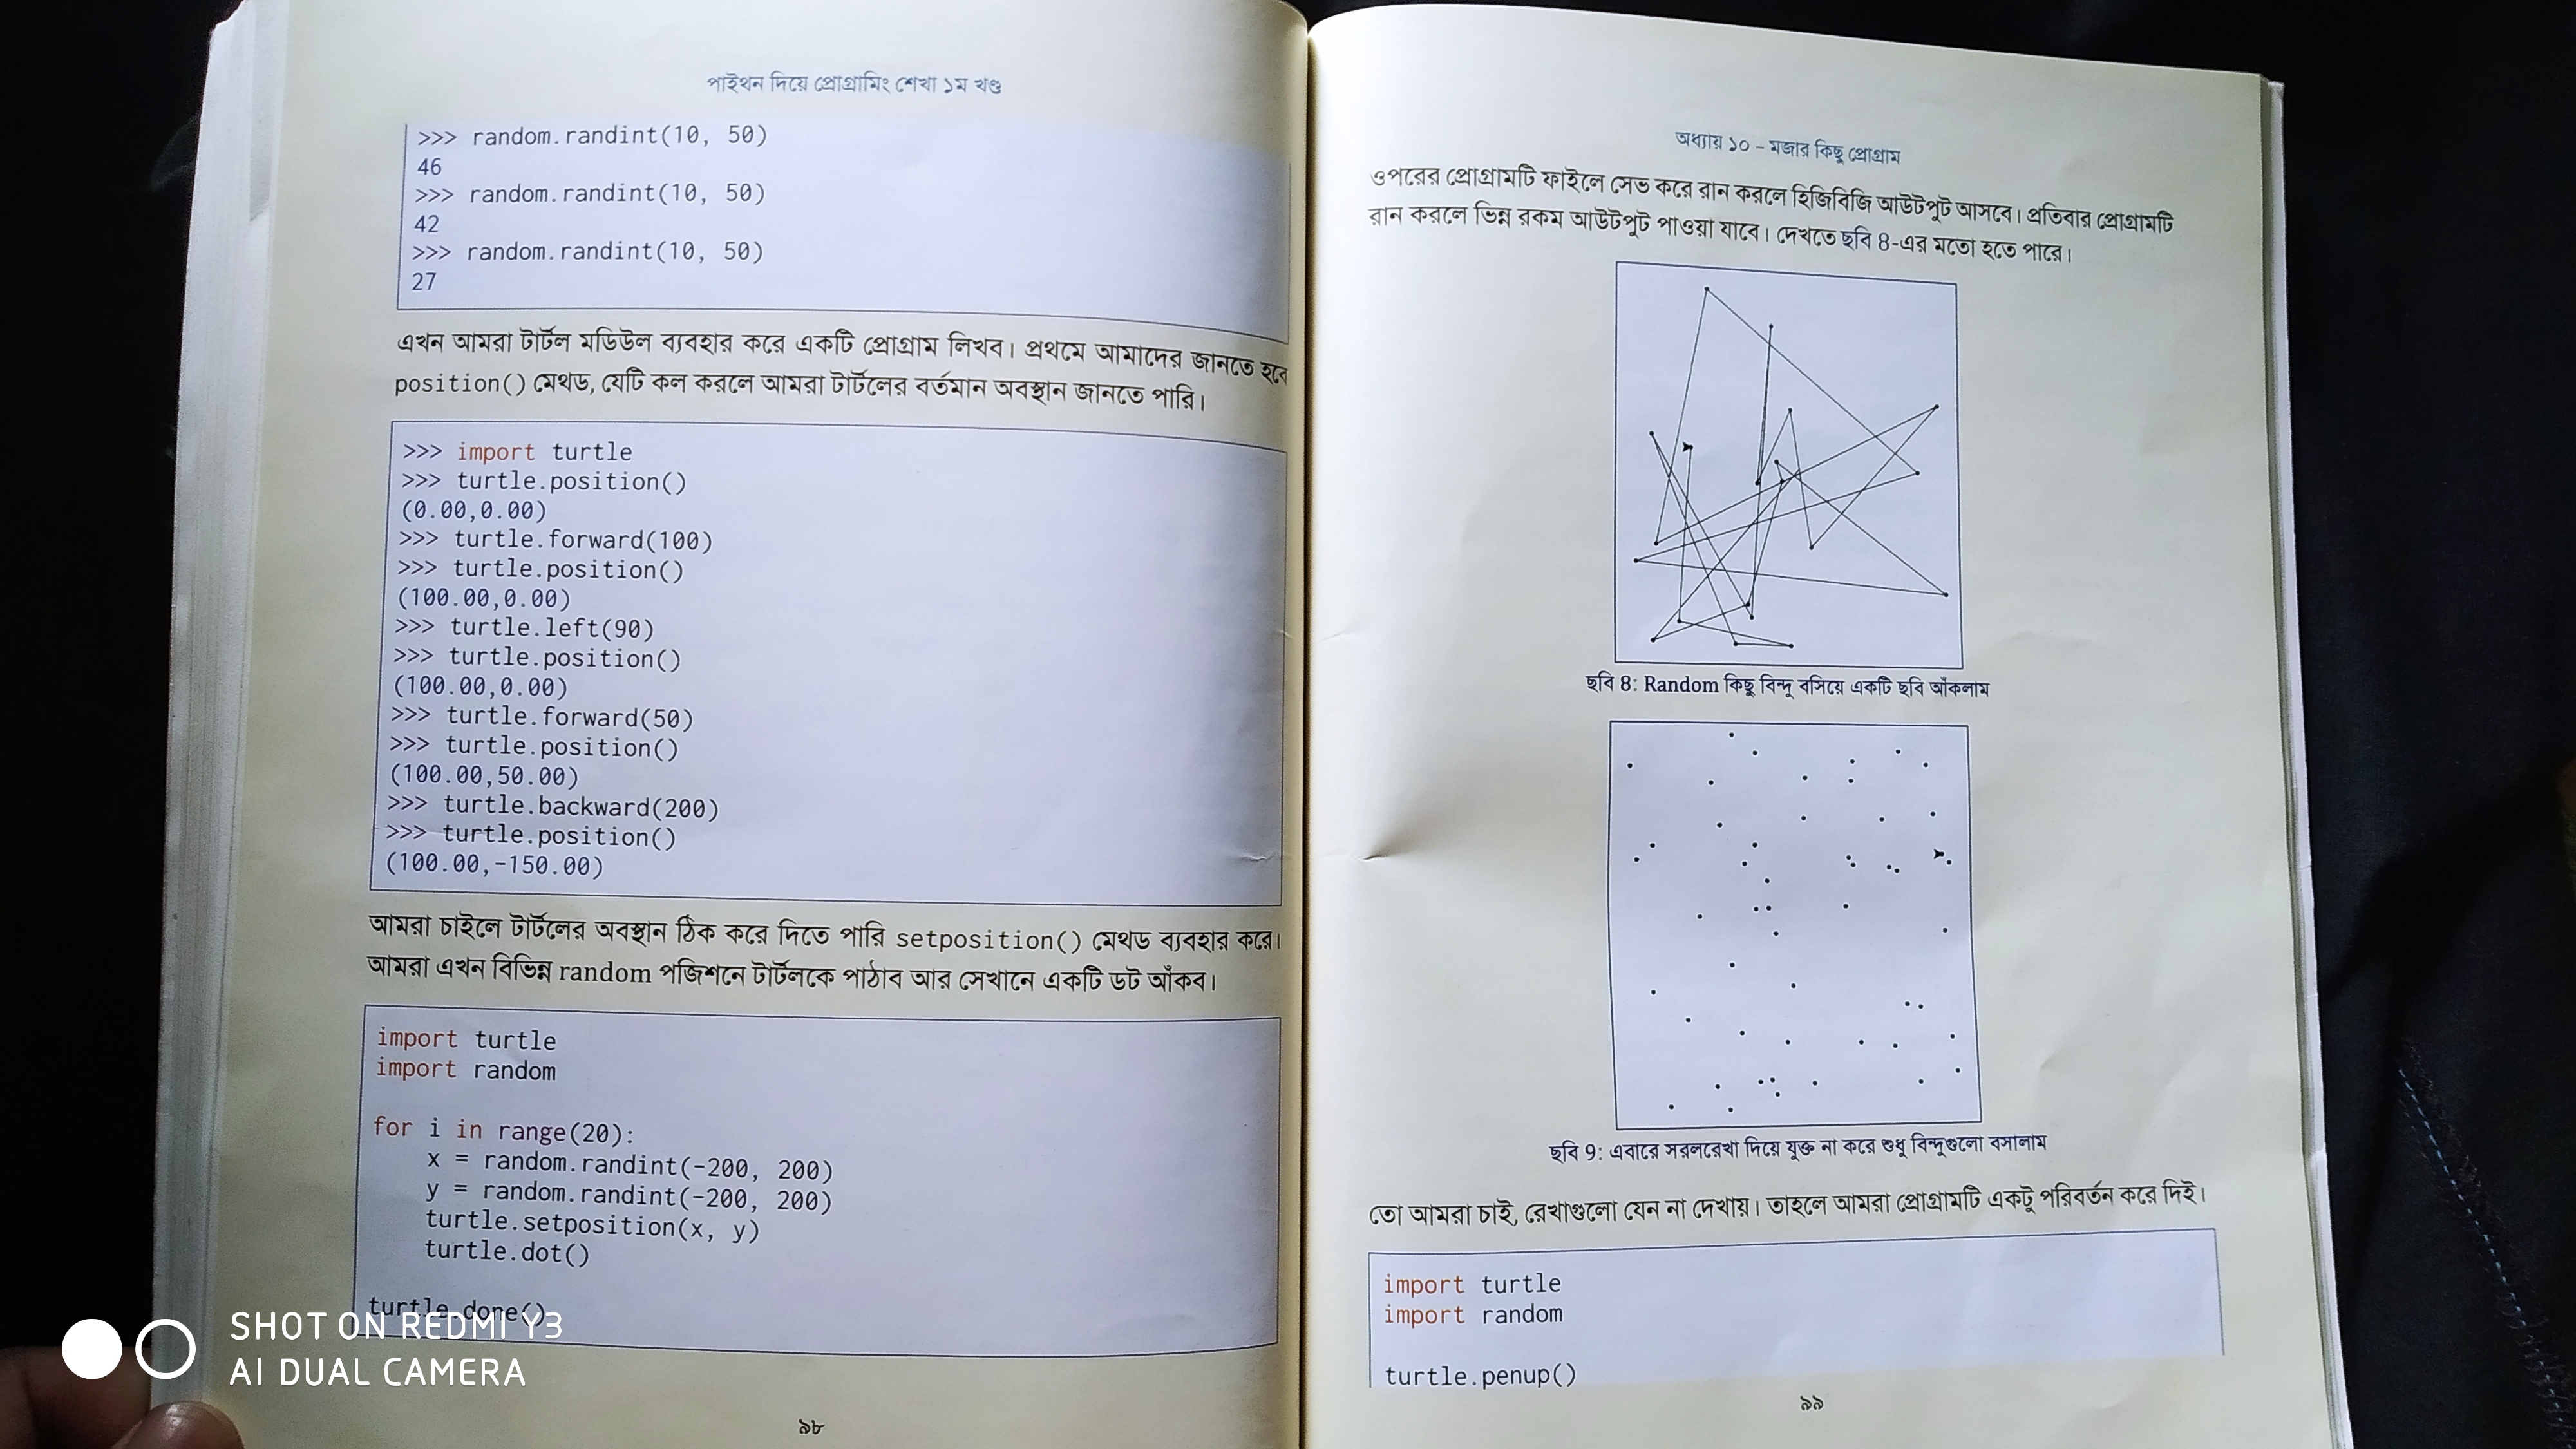 পাইথন দিয়ে প্রোগ্রামিং শেখা ১ম খণ্ড
>>> random.randint(10, 50)
46
>>> random.randint(10, 50)
42
>>> random.randint(10, 50)
27
এখন আমরা টার্টল মডিউল ব্যবহার করে একটি প্রোগ্রাম লিখব। প্রথমে আমাদের জানতে হবে
position() মেথড, যেটি কল করলে আমরা টার্টলের বর্তমান অবস্থান জানতে পারি।
>>> import turtle
>>> turtle.position()
(0.00,0.00)
>>> turtle.forward(100)
>>> turtle.position()
(100.00,0.00)
>>> turtle.left(90)
>>> turtle.position()
(100.00,0.00)
>>> turtle.forward(50)
>>> turtle.position()
(100.00,50.00)
>>> turtle.backward(200)
>>> turtle.position()
(100.00,-150.00)
আমরা চাইলে টার্টলের অবস্থান ঠিক করে দিতে পারি setposition() মেথড ব্যবহার করে।
আমরা এখন বিভিন্ন random পজিশনে টার্টলকে পাঠাব আর সেখানে একটি ডট আঁকব।
import turtle
import random
for i in range(20):
x = random.randint(-200, 200)
y = random.randint(-200, 200)
turtle.setposition(x, y)
turtle.dot()
turtle.done()
SHOT ON REDMI Y3
AI DUAL CAMERA
৯৮
অধ্যায় ১০ – মজার কিছু প্রোগ্রাম
ওপরের প্রোগ্রামটি ফাইলে সেভ করে রান করলে হিজিবিজি আউটপুট আসবে। প্রতিবার প্রোগ্রামটি
রান করলে ভিন্ন রকম আউটপুট পাওয়া যাবে। দেখতে ছবি 8-এর মতো হতে পারে।
ছবি 8: Random কিছু বিন্দু বসিয়ে একটি ছবি আঁকলাম
ছবি 9: এবারে সরলরেখা দিয়ে যুক্ত না করে শুধু বিন্দুগুলো বসালাম
তো আমরা চাই, রেখাগুলো যেন না দেখায়। তাহলে আমরা প্রোগ্রামটি একটু পরিবর্তন করে দিই।
import turtle
import random
turtle.penup()
৯৯